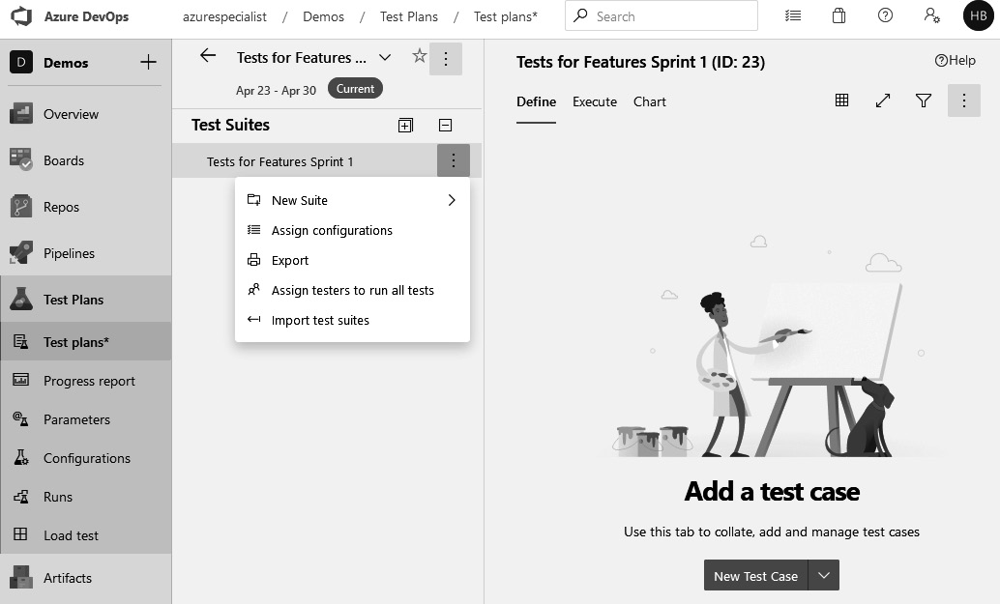 Azure DevOps
azurespecialist / Demos / Test Plans / Test plans*
Search
HB
D Demos
Overview
Boards
Repos
Pipelines
Test Plans
Test plans*
Progress report
Parameters
Configurations
Runs
Load test
Artifacts
Tests for Features ...
Apr 23 - Apr 30 Current
Test Suites
Tests for Features Sprint 1
New Suite
Assign configurations
Export
Assign testers to run all tests
Import test suites
Tests for Features Sprint 1 (ID: 23)
Help
Define Execute Chart
Add a test case
Use this tab to collate, add and manage test cases
New Test Case